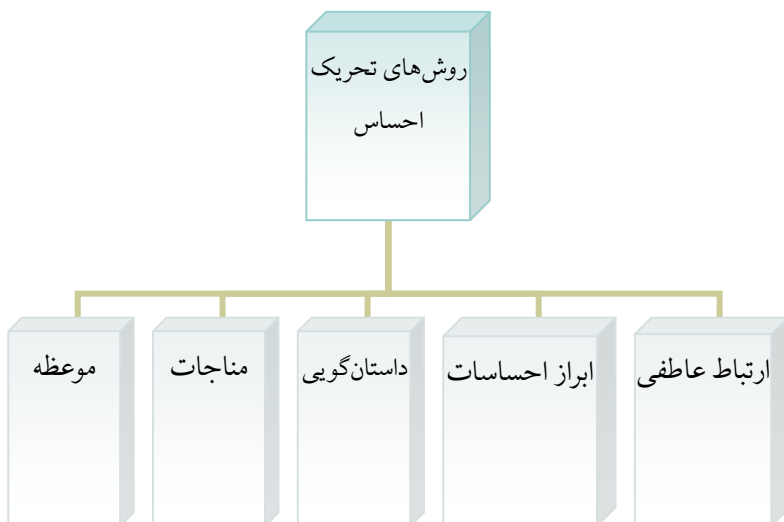 روش‌های تحریک
احساس
ارتباط عاطفی
ابراز احساسات
داستان‌گویی
مناجات
موعظه